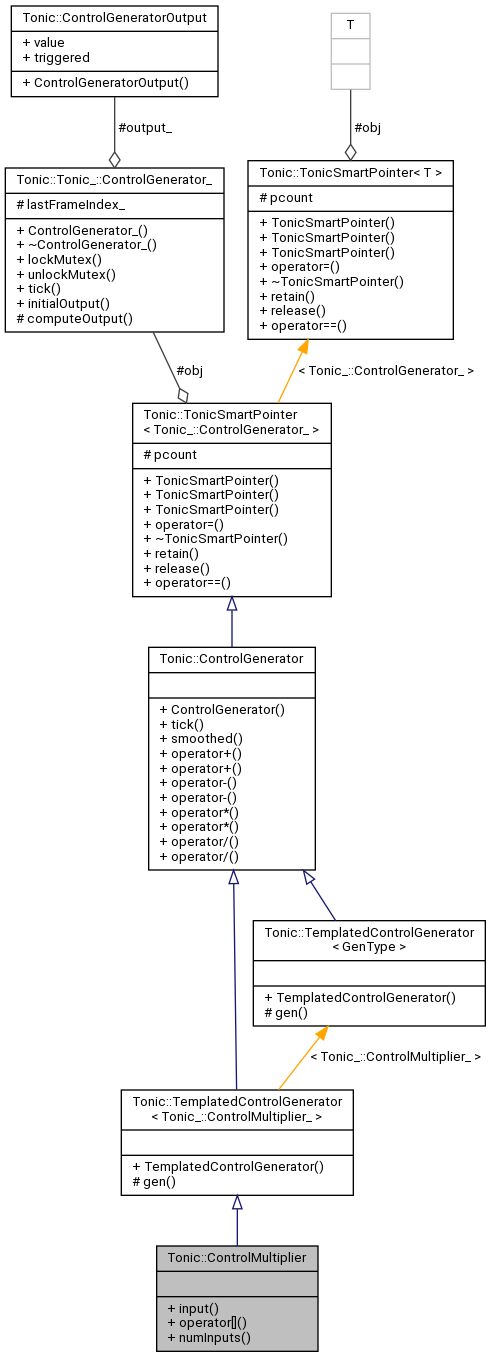 Tonic::ControlGeneratorOutput
+ value
+ triggered
+ ControlGeneratorOutput()
T
#output_
#obj
Tonic::Tonic_::ControlGenerator_
# lastFrameIndex_
+ ControlGenerator_()
+ ~ControlGenerator_()
+ lockMutex()
+ unlockMutex()
+ tick()
+ initialOutput()
# computeOutput()
Tonic::TonicSmartPointer< T >
# pcount
+ TonicSmartPointer()
+ TonicSmartPointer()
+ TonicSmartPointer()
+ operator=()
+ ~TonicSmartPointer()
+ retain()
+ release()
+ operator==()
#obj
< Tonic_::ControlGenerator_ >
Tonic::TonicSmartPointer
< Tonic_::ControlGenerator_ >
# pcount
+ TonicSmartPointer()
+ TonicSmartPointer()
+ TonicSmartPointer()
+ operator=()
+ ~TonicSmartPointer()
+ retain()
+ release()
+ operator==()
Tonic::ControlGenerator
+ ControlGenerator()
+ tick()
+ smoothed()
+ operator+()
+ operator+()
+ operator-()
+ operator-()
+ operator*()
+ operator*()
+ operator/()
+ operator/()
Tonic::TemplatedControlGenerator
< GenType >
+ TemplatedControlGenerator()
# gen()
< Tonic_::ControlMultiplier_ >
Tonic::TemplatedControlGenerator
< Tonic_::ControlMultiplier_ >
+ TemplatedControlGenerator()
# gen()
Tonic::ControlMultiplier
+ input()
+ operator[]()
+ numInputs()